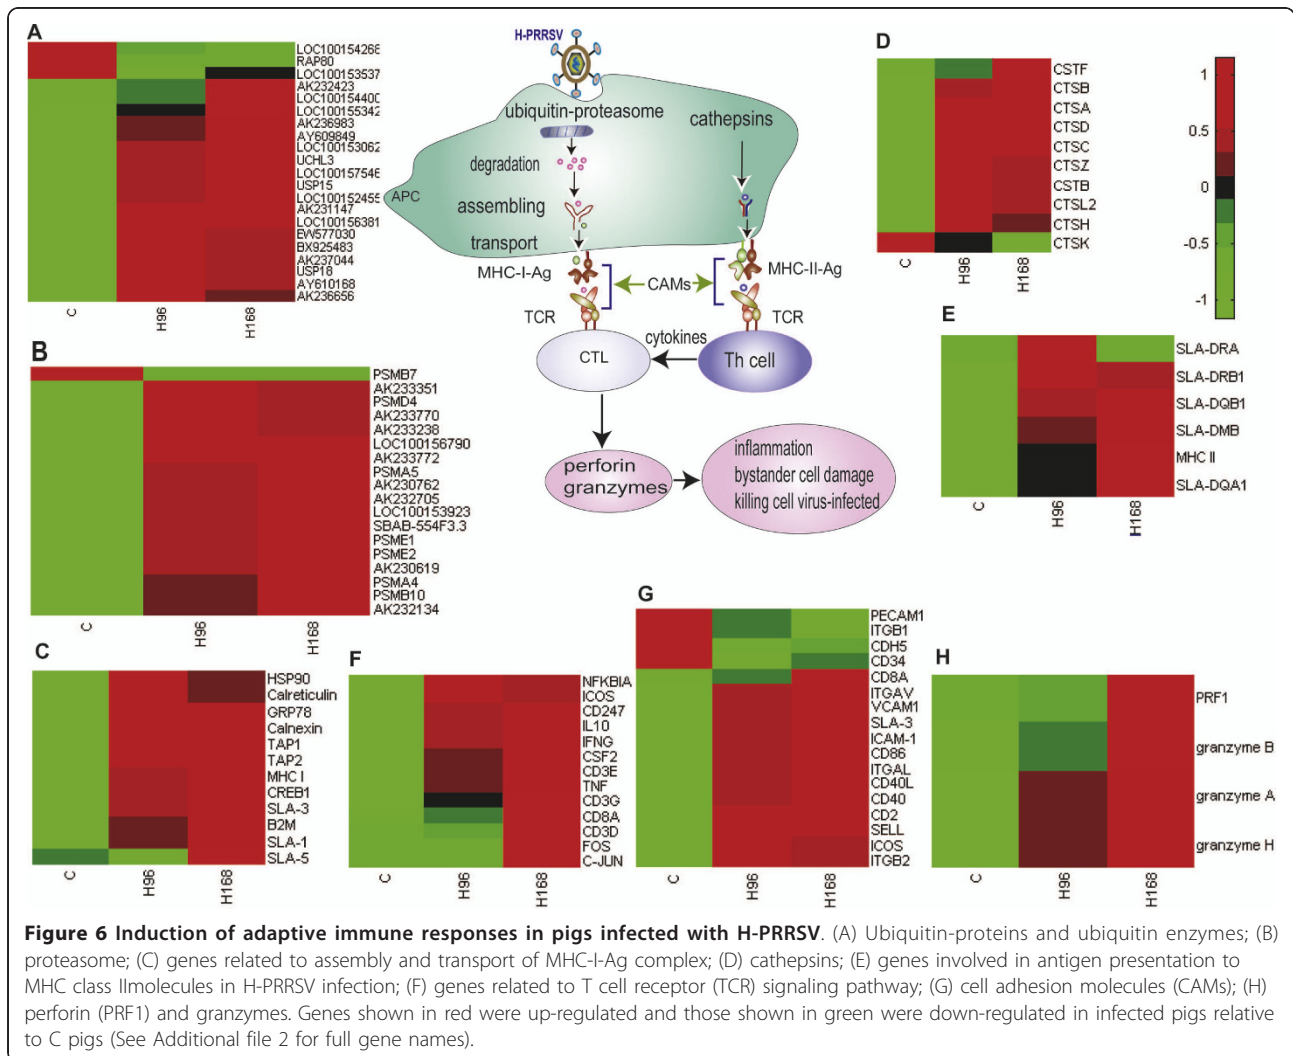 A
LOC100154268
RAP80
LOC100153537
AK232423
LOC100154400
LOC100155342
AK236983
AY609849
LOC100153062
UCHL3
LOC100157546
USP15
LOC100152455
AK231147
LOC100156381
EW577030
BX925483
AK237044
USP18
AY610168
AK236656
C
H96
H168
H-PRRSV
ubiquitin-proteasome
cathepsins
degradation
APC
assembling
transport
MHC-I-Ag
CAMs
MHC-II-Ag
TCR
TCR
cytokines
CTL
Th cell
perforin
granzymes
inflammation
bystander cell damage
killing cell virus-infected
D
CSTF
CTSB
CTSA
CTSD
CTSC
CTSZ
CSTB
CTSL2
CTSH
CTSK
C
H96
H168
1
0.5
0
-0.5
-1
E
SLA-DRA
SLA-DRB1
SLA-DQB1
SLA-DMB
MHC II
SLA-DQA1
C
H96
H168
B
PSMB7
AK233351
PSMD4
AK233770
AK233238
LOC100156790
AK233772
PSMA5
AK230762
AK232705
LOC100153923
SBAB-554F3.3
PSME1
PSME2
AK230619
PSMA4
PSMB10
AK232134
C
H96
H168
C
HSP90
Calreticulin
GRP78
Calnexin
TAP1
TAP2
MHC I
CREB1
SLA-3
B2M
SLA-1
SLA-5
C
H96
H168
F
NFKBIA
ICOS
CD247
IL10
IFNG
CSF2
CD3E
TNF
CD3G
CD8A
CD3D
FOS
C-JUN
C
H96
H168
G
PECAM1
ITGB1
CDH5
CD34
CD8A
ITGAV
VCAM1
SLA-3
ICAM-1
CD86
ITGAL
CD40L
CD40
CD2
SELL
ICOS
ITGB2
C
H96
H168
H
PRF1
granzyme B
granzyme A
granzyme H
C
H96
H168
Figure 6 Induction of adaptive immune responses in pigs infected with H-PRRSV. (A) Ubiquitin-proteins and ubiquitin enzymes; (B)
proteasome; (C) genes related to assembly and transport of MHC-I-Ag complex; (D) cathepsins; (E) genes involved in antigen presentation to
MHC class IImolecules in H-PRRSV infection; (F) genes related to T cell receptor (TCR) signaling pathway; (G) cell adhesion molecules (CAMs); (H)
perforin (PRF1) and granzymes. Genes shown in red were up-regulated and those shown in green were down-regulated in infected pigs relative
to C pigs (See Additional file 2 for full gene names).